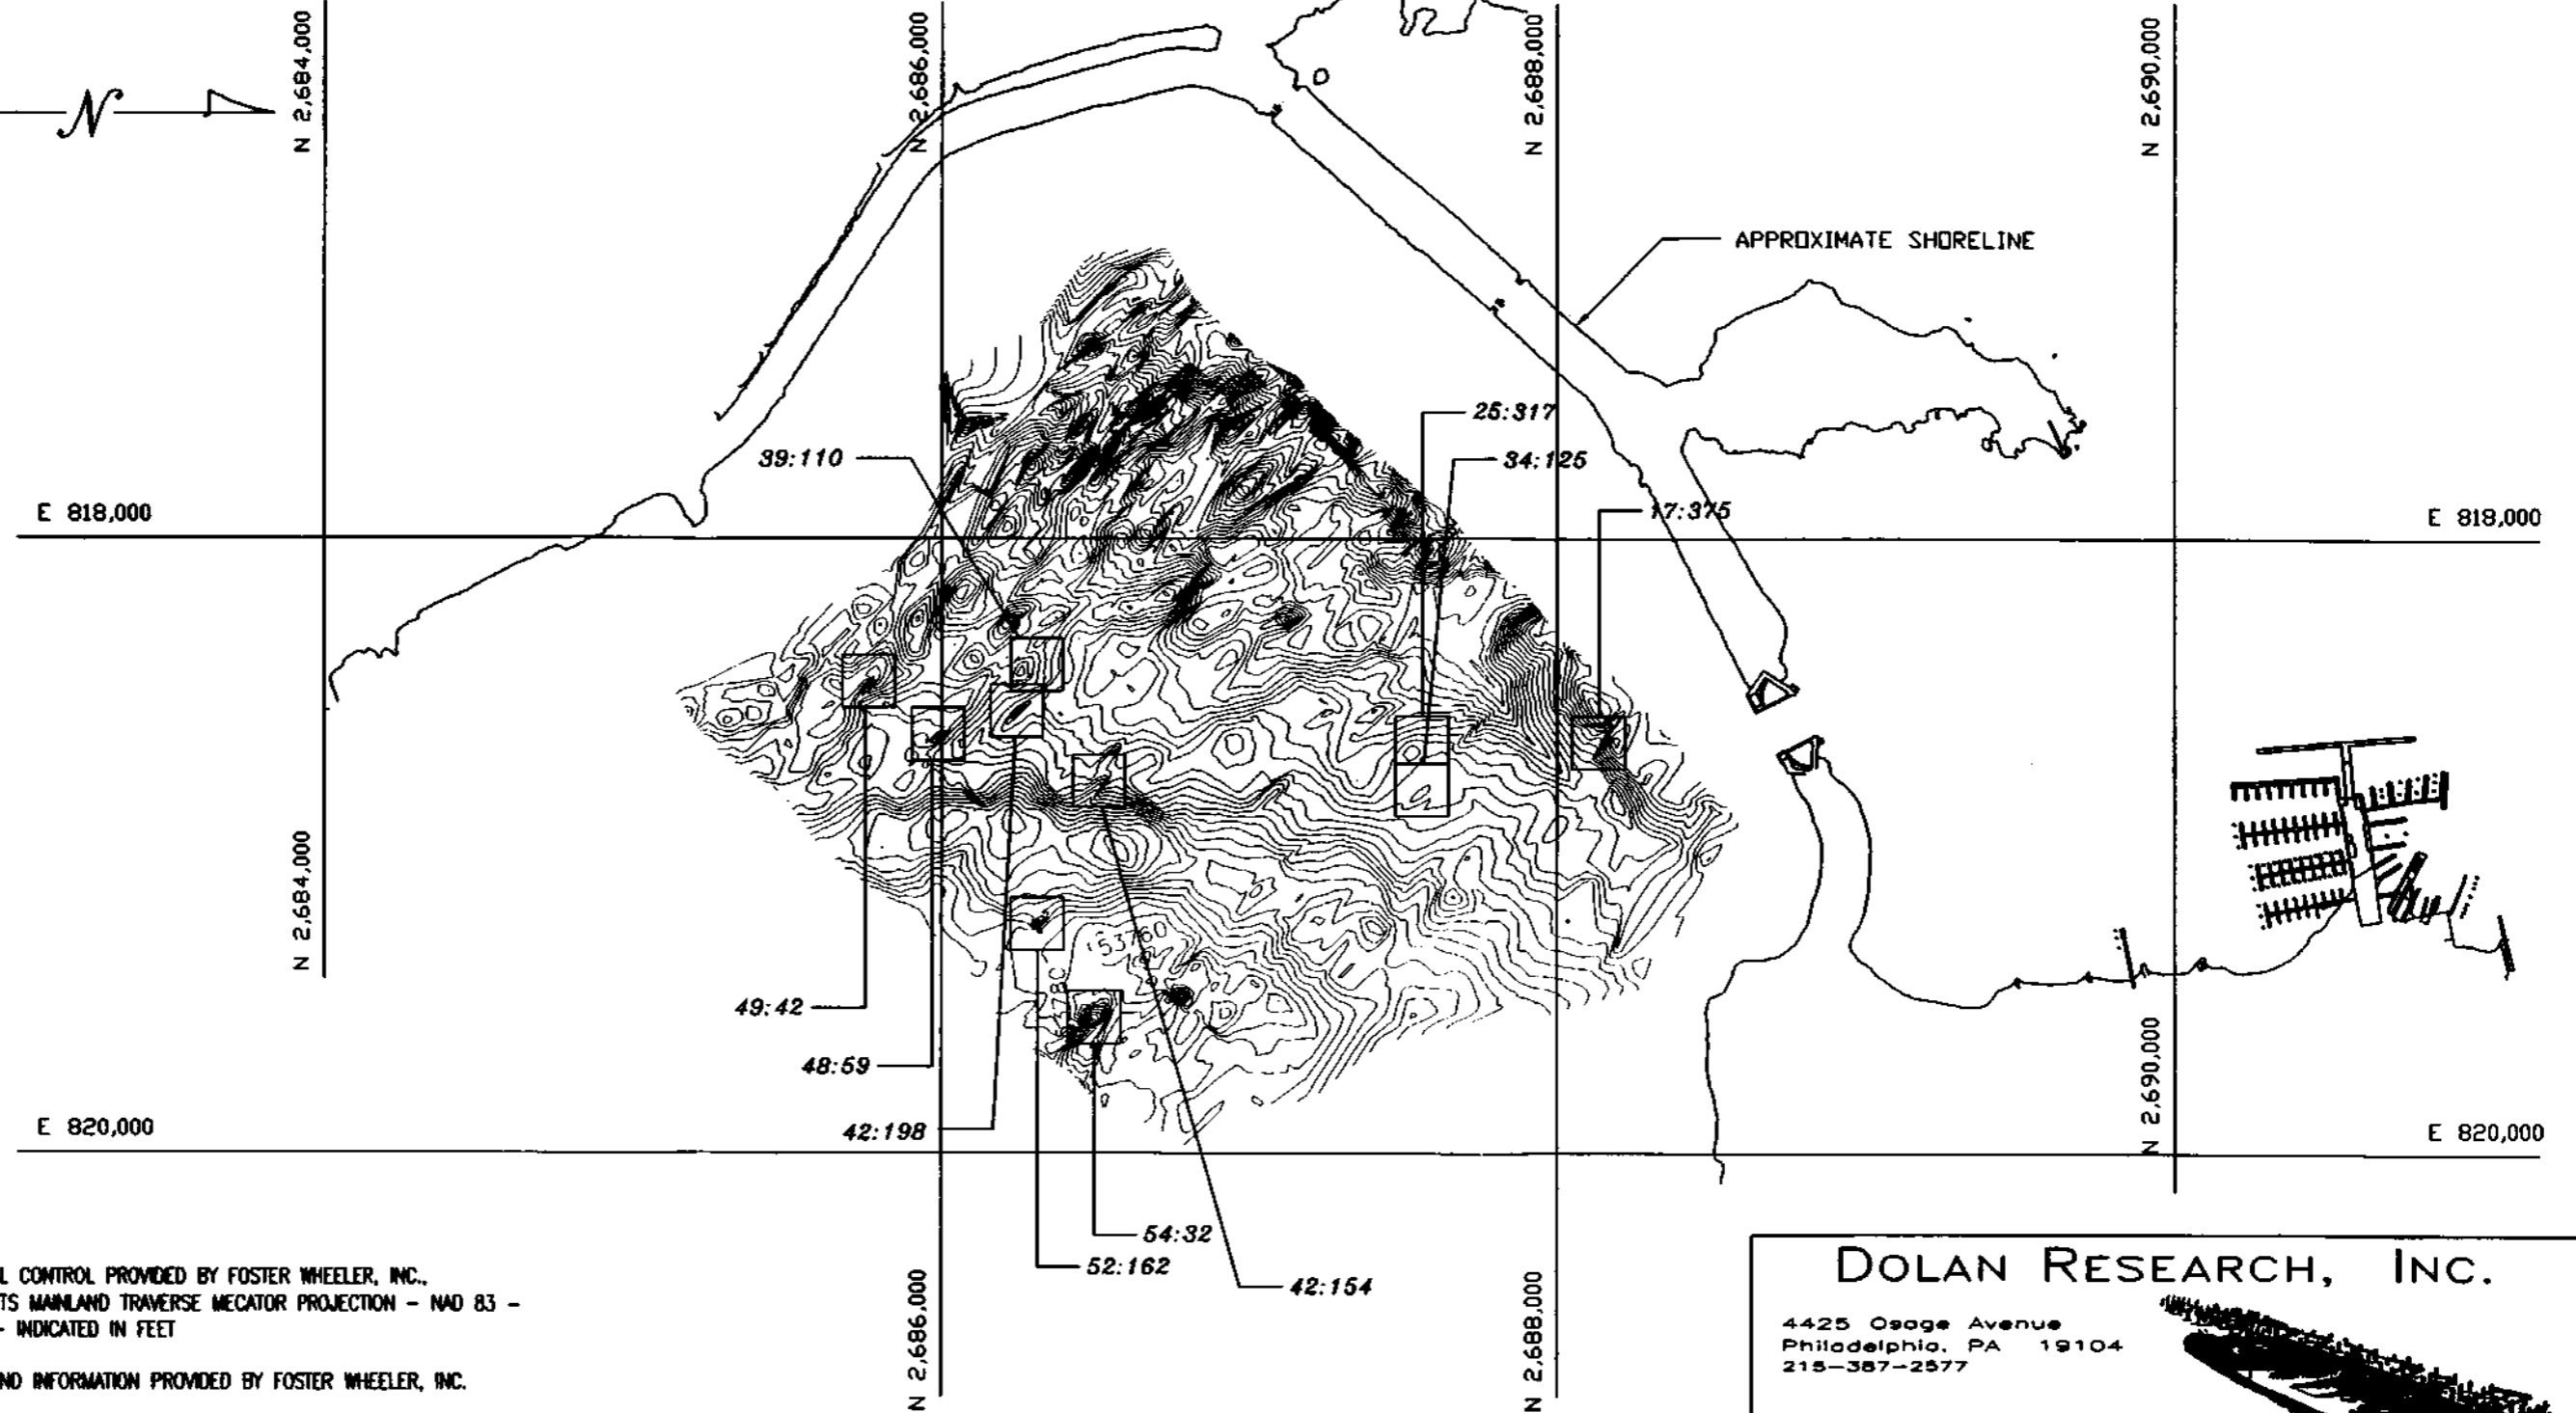 N
N 2,684,000
N 2,686,000
N 2,688,000
N 2,690,000
APPROXIMATE SHORELINE
25:317
39:110
34:125
E 818,000
17:375
E 818,000
N 2,684,000
53760
49:42
48:59
N 2,690,000
E 820,000
42:198
E 820,000
54:32
52:162
42:154
N 2,686,000
N 2,688,000
L CONTROL PROVIDED BY FOSTER WHEELER, INC.,
TS MAINLAND TRAVERSE MECATOR PROJECTION - NAD 83 -
- INDICATED IN FEET
ND INFORMATION PROVIDED BY FOSTER WHEELER, INC.
DOLAN RESEARCH, INC.
4425 Osage Avenue
Philadelphia, PA 19104
215-387-2577